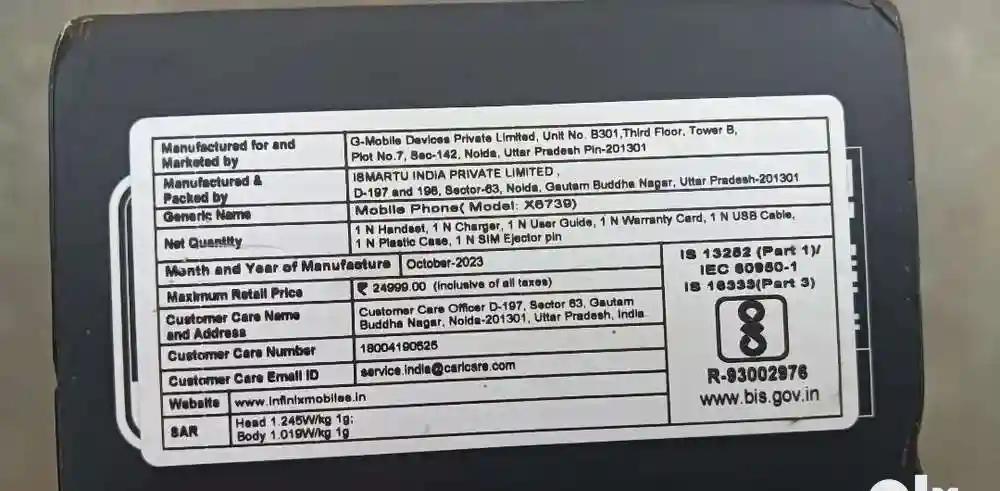 Manufactured for and
Marketed by
G-Mobile Devices Private Limited, Unit No. B301,Third Floor, Tower B,
Plot No.7, Sec-142, Noida, Uttar Pradesh Pin-201301
Manufactured &
Packed by
ISMARTU INDIA PRIVATE LIMITED ,
D-197 and 198, Sector-63, Noida, Gautam Buddha Nagar, Uttar Pradesh-201301
Generic Name
Mobile Phone( Model: X6739)
Net Quantity
1 N Handset, 1 N Charger, 1 N User Guide, 1 N Warranty Card, 1 N USB Cable,
1 N Plastic Case, 1 N SIM Ejector pin
Month and Year of Manufacture
October-2023
Maximum Retail Price
₹ 24999.00 (inclusive of all taxes)
Customer Care Name
and Address
Customer Care Officer D-197, Sector 63, Gautam
Buddha Nagar, Noida-201301, Uttar Pradesh, India
Customer Care Number
18004190525
Customer Care Email ID
service.india@carlcare.com
Website
www.infinixmobiles.in
SAR
Head 1.245W/kg 1g;
Body 1.019W/kg 1g
IS 13252 (Part 1)/
IEC 60950-1
IS 16333(Part 3)
R-93002976
www.bis.gov.in